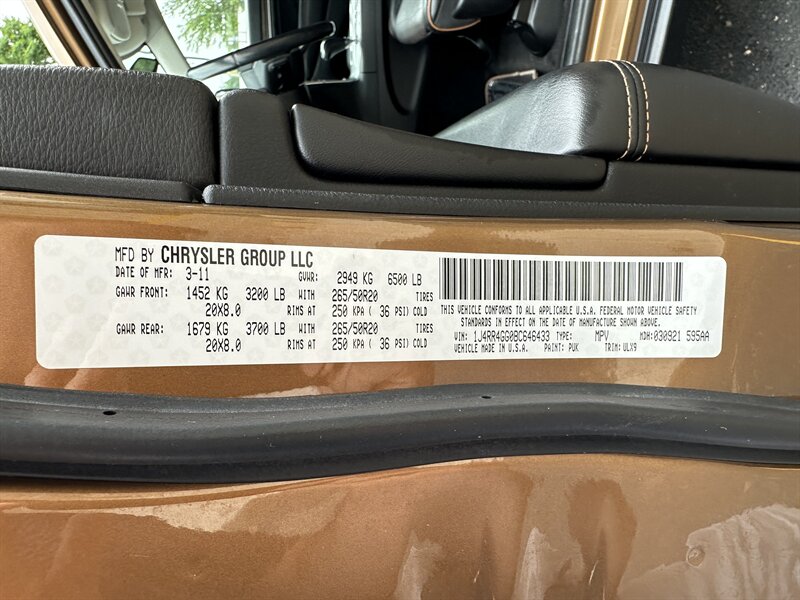 MFD BY CHRYSLER GROUP LLC
DATE OF MFR: 3-11 GVWR: 2949 KG 6500 LB
GAWR FRONT: 1452 KG 3200 LB WITH 265/50R20 TIRES
20X8.0 RIMS AT 250 KPA ( 36 PSI) COLD
GAWR REAR: 1679 KG 3700 LB WITH 265/50R20 TIRES
20X8.0 RIMS AT 250 KPA ( 36 PSI) COLD
THIS VEHICLE CONFORMS TO ALL APPLICABLE U.S.A. FEDERAL MOTOR VEHICLE SAFETY
STANDARDS IN EFFECT ON THE DATE OF MANUFACTURE SHOWN ABOVE.
VIN: 1J4RR4GG0BC646433 TYPE: MPV MDH:030921 595AA
VEHICLE MADE IN U.S.A. PAINT: PUK TRIM: ULX9